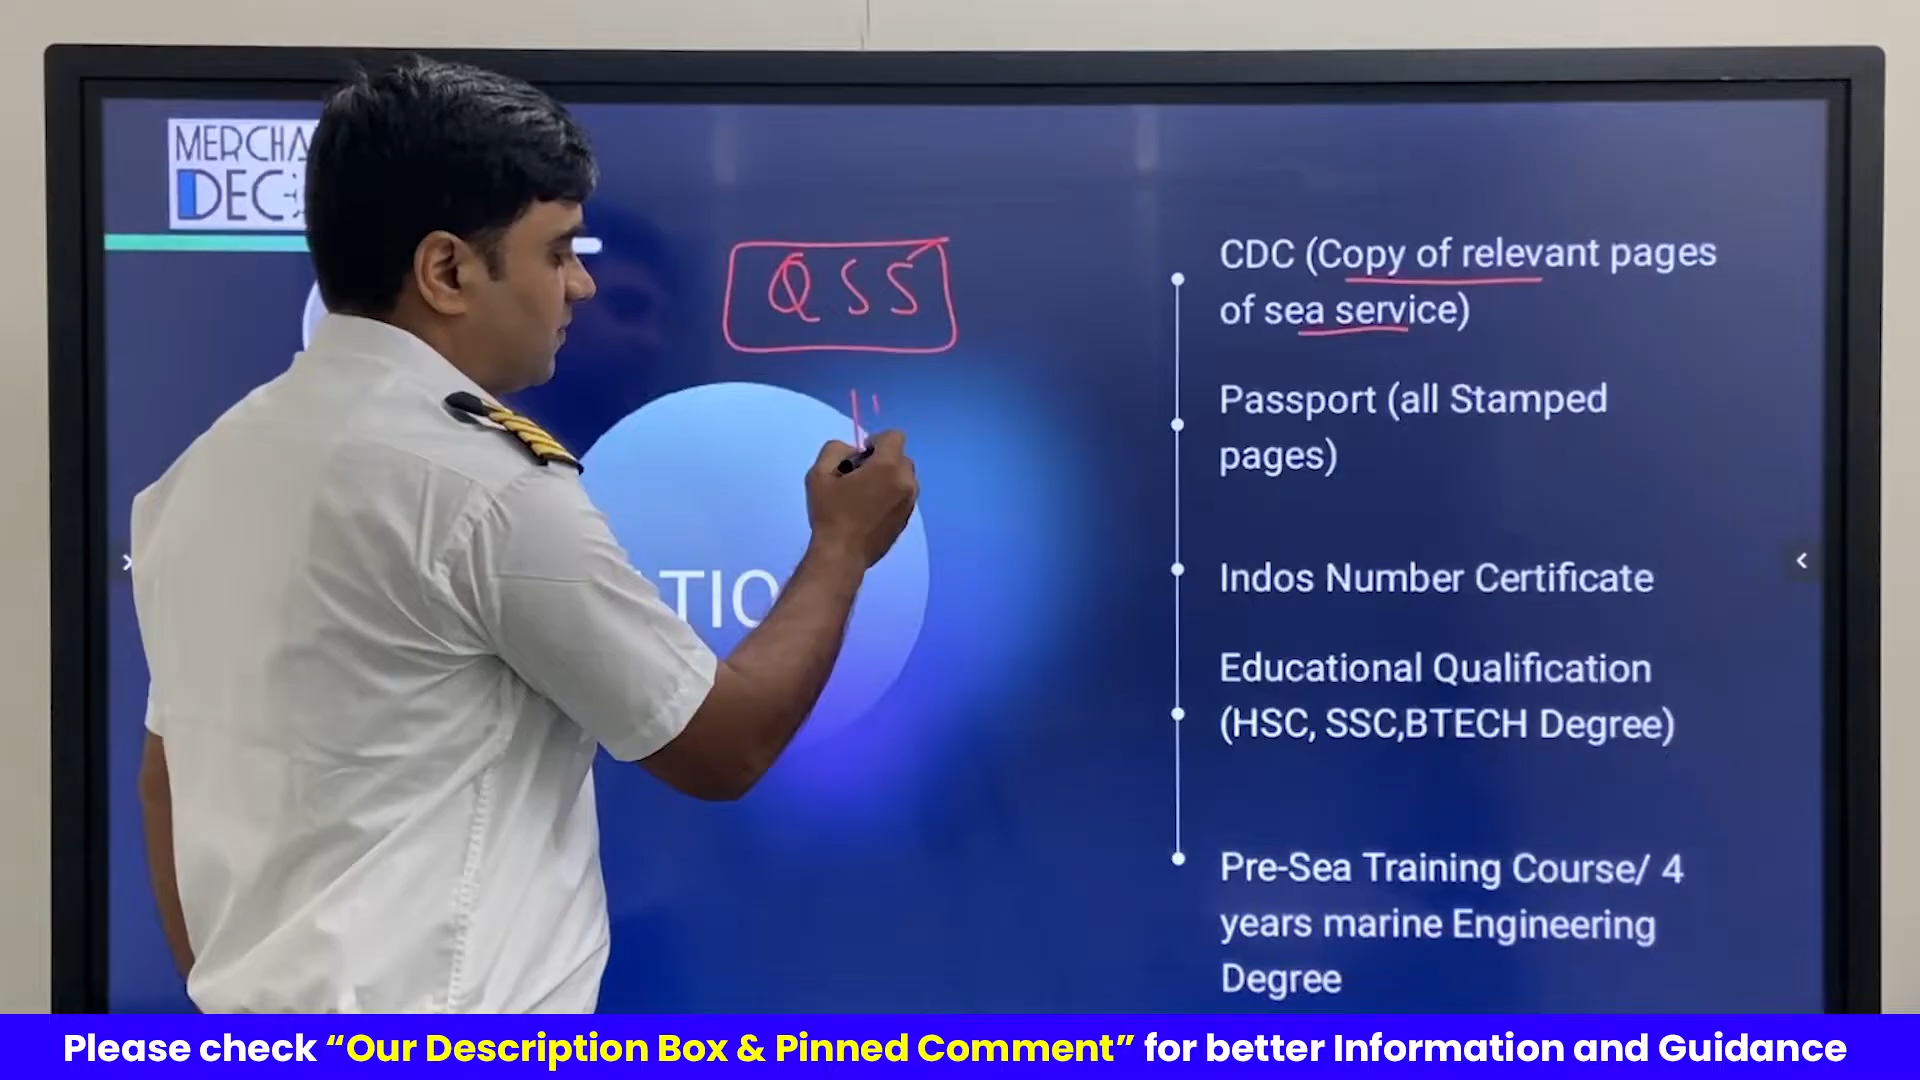 MERCHA
DEC
QSS
CDC (Copy of relevant pages
of sea service)
Passport (all Stamped
pages)
Indos Number Certificate
Educational Qualification
(HSC, SSC,BTECH Degree)
Pre-Sea Training Course/ 4
years marine Engineering
Degree
TIO
Please check “Our Description Box & Pinned Comment” for better Information and Guidance